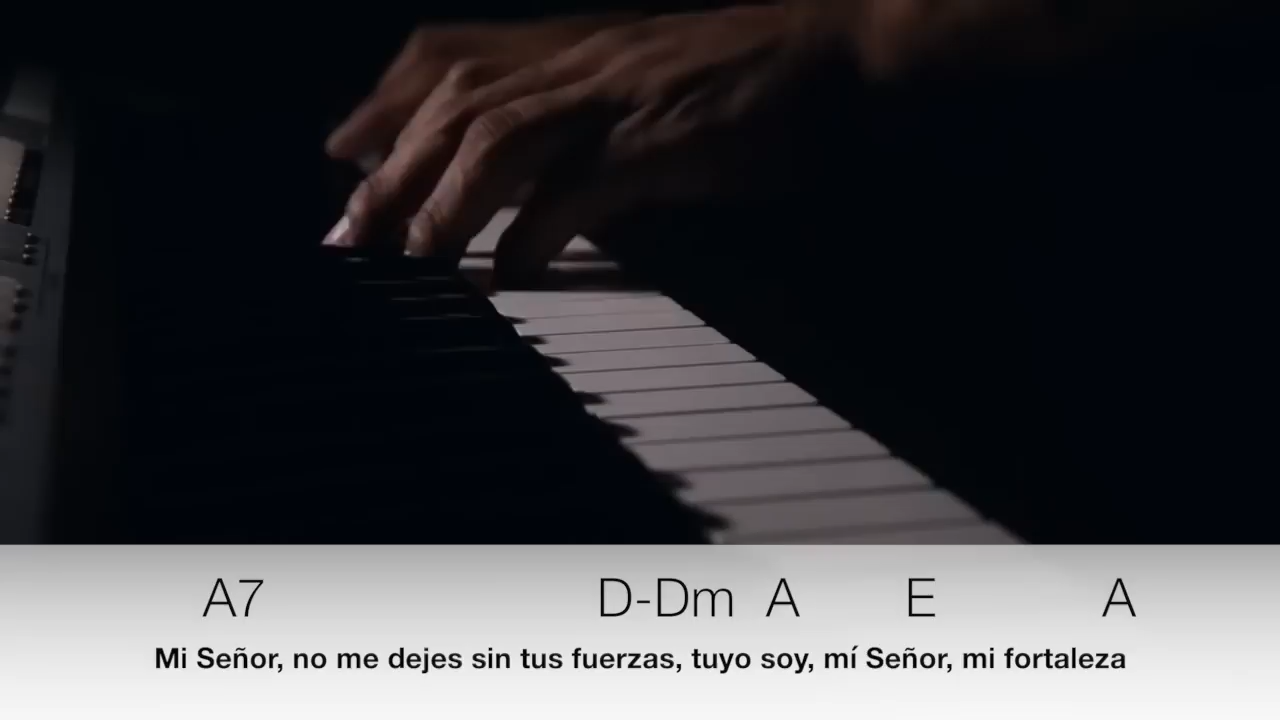 A7 D-Dm A E A
Mi Señor, no me dejes sin tus fuerzas, tuyo soy, mí Señor, mi fortaleza